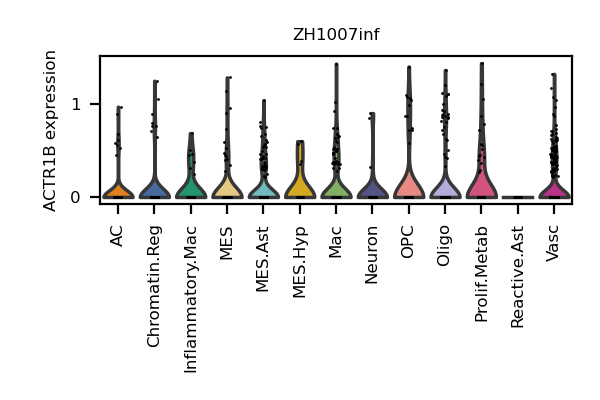 ZH1007inf
ACTR1B expression
1
0
AC
Chromatin.Reg
Inflammatory.Mac
MES
MES.Ast
MES.Hyp
Mac
Neuron
OPC
Oligo
Prolif.Metab
Reactive.Ast
Vasc